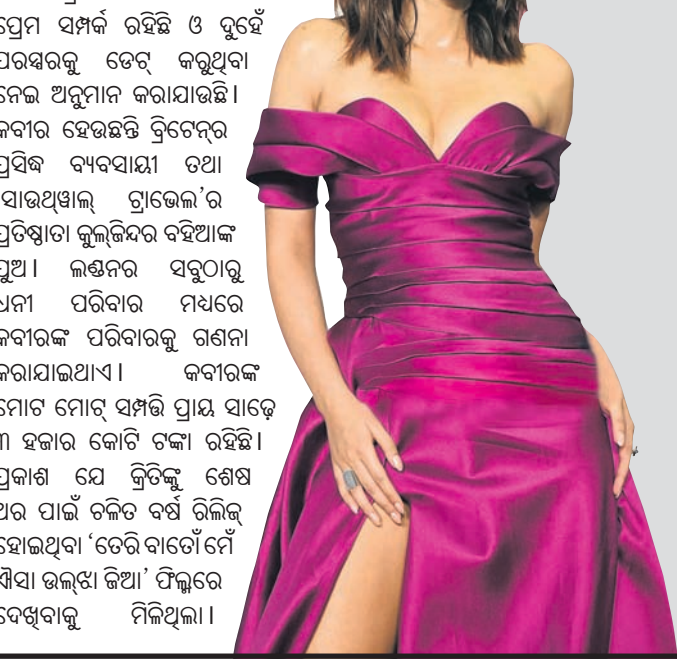 ପ୍ରେମ ସମ୍ପର୍କ ରହିଛି ଓ ଦୁହେଁ
ପରସ୍ପରକୁ ଡେଟ୍ କରୁଥିବା
ନେଇ ଅନୁମାନ କରାଯାଉଛି।
କବୀର ହେଉଛନ୍ତି ବ୍ରିଟେନ୍‌ର
ପ୍ରସିଦ୍ଧ ବ୍ୟବସାୟୀ ତଥା
‘ସାଉଥ୍‌ୱାଲ୍ ଟ୍ରାଭେଲ’ର
ପ୍ରତିଷ୍ଠାତା କୁଲ୍‌ଜିନ୍ଦର ବହିଆଙ୍କ
ପୁଅ। ଲଣ୍ଡନର ସବୁଠାରୁ
ଧନୀ ପରିବାର ମଧ୍ୟରେ
କବୀରଙ୍କ ପରିବାରକୁ ଗଣନା
କରାଯାଇଥାଏ। କବୀରଙ୍କ
ମୋଟ ମୋଟ୍ ସମ୍ପତ୍ତି ପ୍ରାୟ ସାଢ଼େ
୩ ହଜାର କୋଟି ଟଙ୍କା ରହିଛି।
ପ୍ରକାଶ ଯେ କ୍ରିତିଙ୍କୁ ଶେଷ
ଥର ପାଇଁ ଚଳିତ ବର୍ଷ ରିଲିଜ୍
ହୋଇଥିବା ‘ତେରି ବାତୋଁ ମେଁ
ଐସା ଉଲ୍‌ଝା ଜିଆ’ ଫିଲ୍ମରେ
ଦେଖିବାକୁ ମିଳିଥିଲା।